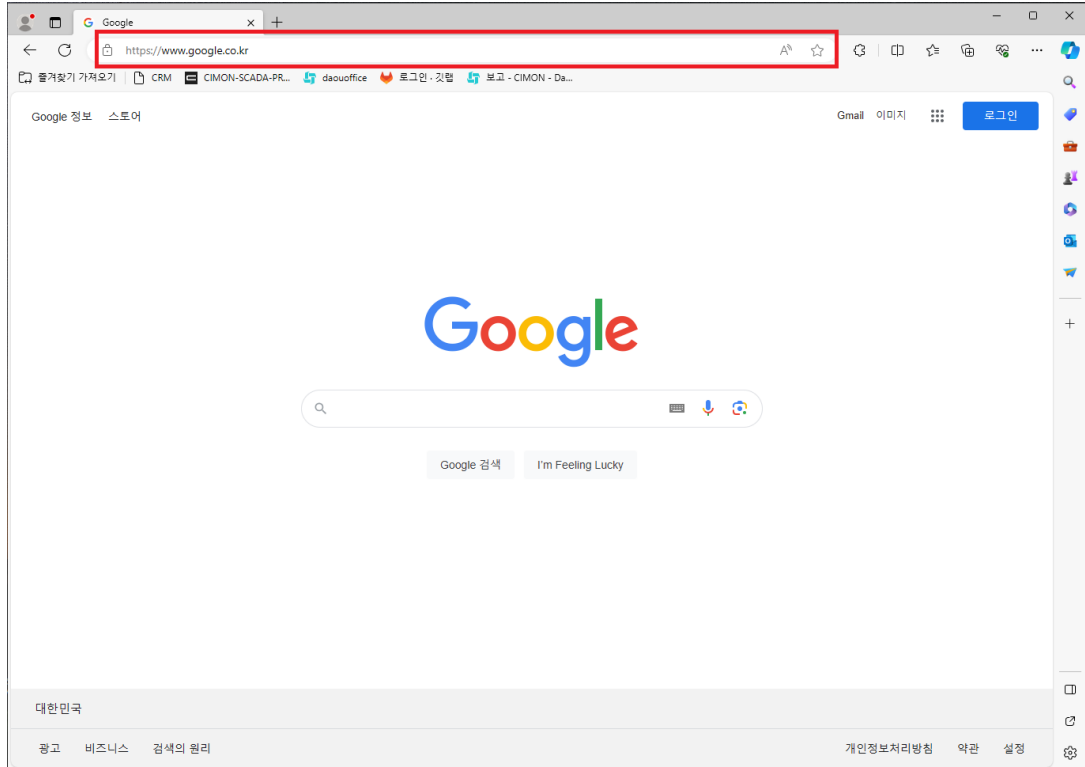 Google
https://www.google.co.kr
즐겨찾기 가져오기 CRM CIMON-SCADA-PR... daouoffice 로그인 · 깃랩 보고 - CIMON - Da...
Google 정보 스토어 Gmail 이미지 로그인
Google
Google 검색 I'm Feeling Lucky
대한민국
광고 비즈니스 검색의 원리 개인정보처리방침 약관 설정